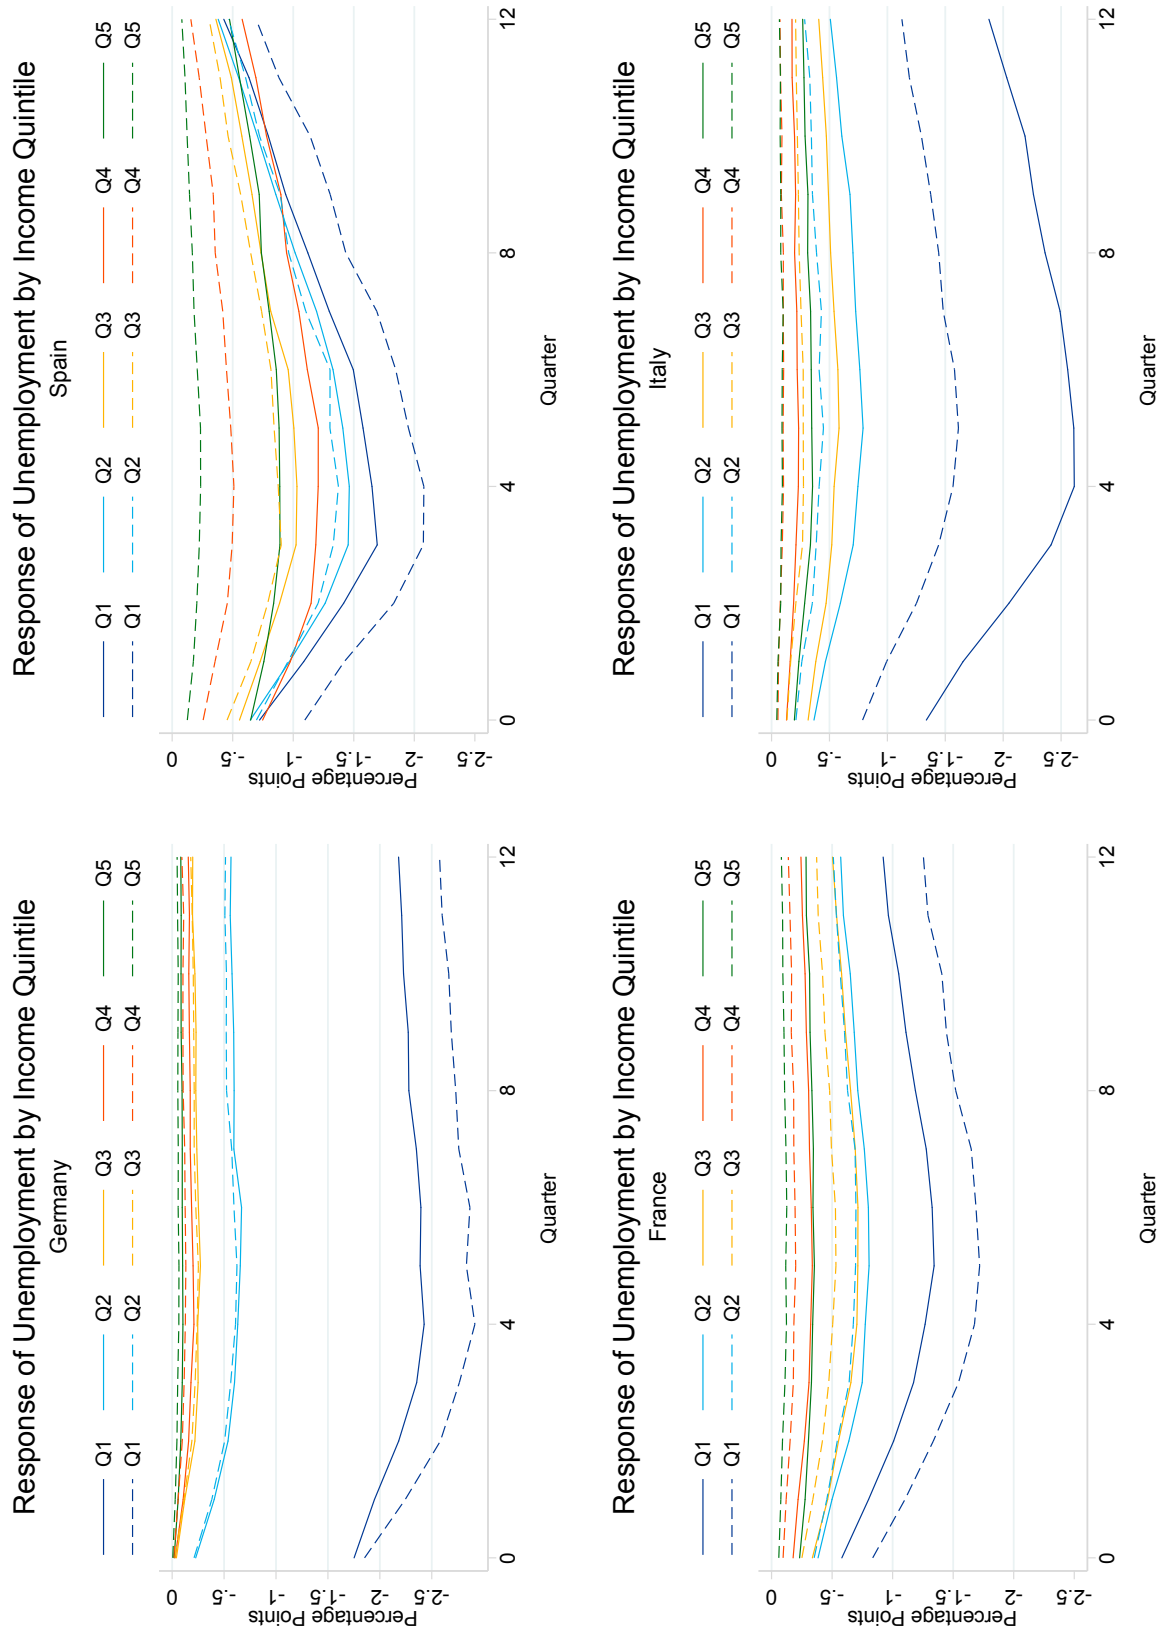 Response of Unemployment by Income Quintile
Germany
Q1 Q2 Q3 Q4 Q5
Q1 Q2 Q3 Q4 Q5
0
-.5
-1
-1.5
-2
-2.5
Percentage Points
0 4 8 12
Quarter
Response of Unemployment by Income Quintile
Spain
Q1 Q2 Q3 Q4 Q5
Q1 Q2 Q3 Q4 Q5
0
-.5
-1
-1.5
-2
-2.5
Percentage Points
0 4 8 12
Quarter
Response of Unemployment by Income Quintile
France
Q1 Q2 Q3 Q4 Q5
Q1 Q2 Q3 Q4 Q5
0
-.5
-1
-1.5
-2
-2.5
Percentage Points
0 4 8 12
Quarter
Response of Unemployment by Income Quintile
Italy
Q1 Q2 Q3 Q4 Q5
Q1 Q2 Q3 Q4 Q5
0
-.5
-1
-1.5
-2
-2.5
Percentage Points
0 4 8 12
Quarter